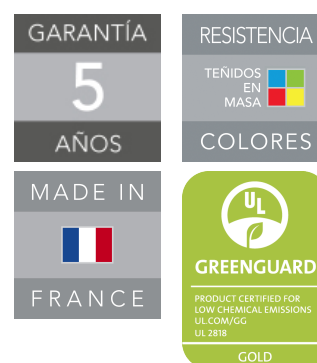 GARANTÍA
5
AÑOS
RESISTENCIA
TEÑIDOS
EN
MASA
COLORES
MADE IN
FRANCE
UL
GREENGUARD
PRODUCT CERTIFIED FOR
LOW CHEMICAL EMISSIONS
UL.COM/GG
UL 2818
GOLD